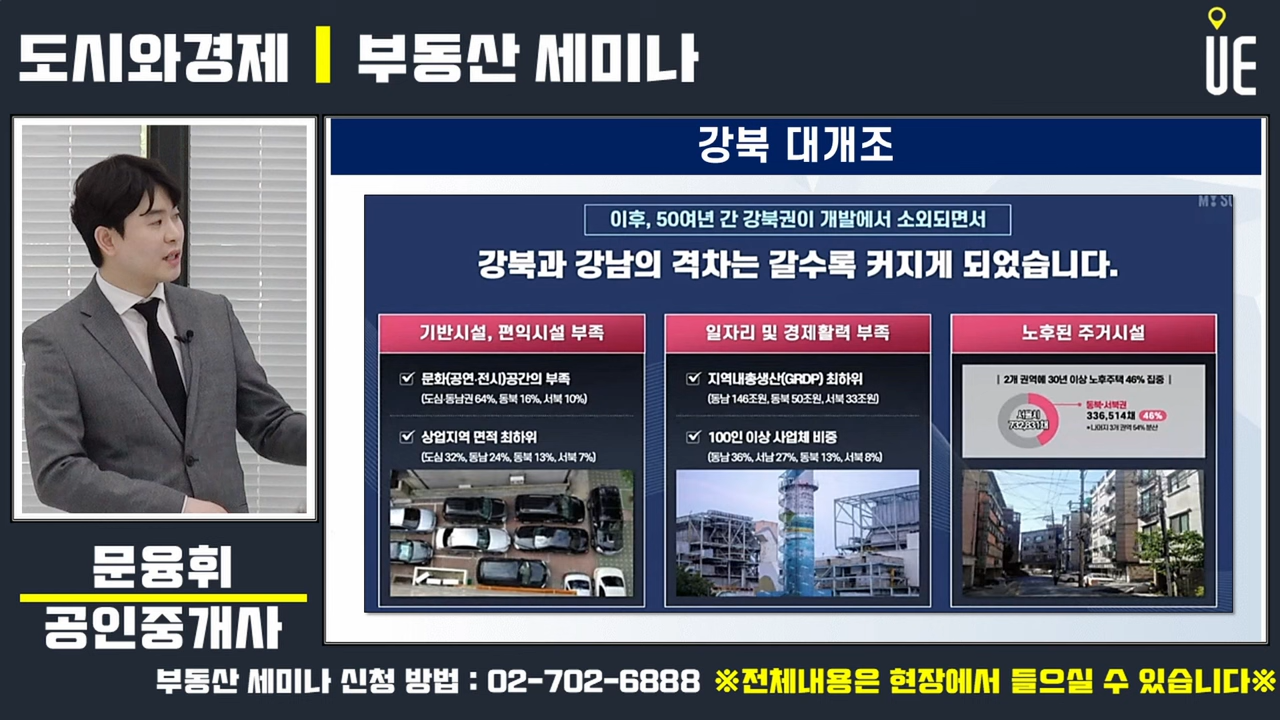 도시와경제 | 부동산 세미나
UE
강북 대개조
이후, 50여년 간 강북권이 개발에서 소외되면서
강북과 강남의 격차는 갈수록 커지게 되었습니다.
기반시설, 편익시설 부족
문화(공연·전시)공간의 부족
(도심·동남권 64%, 동북 16%, 서북 10%)
상업지역 면적 최하위
(도심 32%, 동남 24%, 동북 13%, 서북 7%)
일자리 및 경제활력 부족
지역내총생산(GRDP) 최하위
(동남 146조원, 동북 50조원, 서북 33조원)
100인 이상 사업체 비중
(동남 36%, 서남 27%, 동북 13%, 서북 8%)
노후된 주거시설
| 2개 권역에 30년 이상 노후주택 46% 집중 |
서울시
동북·서북권
336,514채 46%
*나머지 3개 권역 54% 분산
문융휘
공인중개사
부동산 세미나 신청 방법 : 02-702-6888 ※전체내용은 현장에서 들으실 수 있습니다※